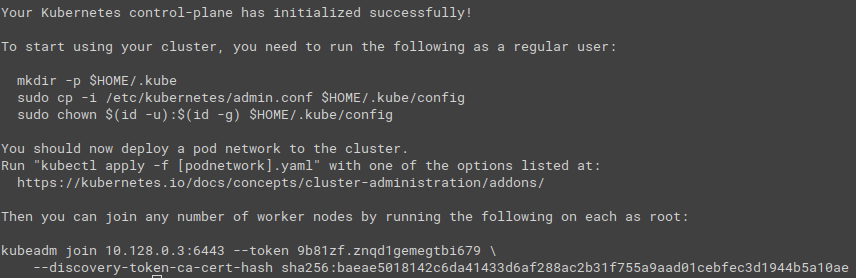 Your Kubernetes control-plane has initialized successfully!
To start using your cluster, you need to run the following as a regular user:
mkdir -p $HOME/.kube
sudo cp -i /etc/kubernetes/admin.conf $HOME/.kube/config
sudo chown $(id -u):$(id -g) $HOME/.kube/config
You should now deploy a pod network to the cluster.
Run "kubectl apply -f [podnetwork].yaml" with one of the options listed at:
https://kubernetes.io/docs/concepts/cluster-administration/addons/
Then you can join any number of worker nodes by running the following on each as root:
kubeadm join 10.128.0.3:6443 --token 9b81zf.znqd1gemegtbi679 \
--discovery-token-ca-cert-hash sha256:baeae5018142c6da41433d6af288ac2b31f755a9aad01cebfec3d1944b5a10ae